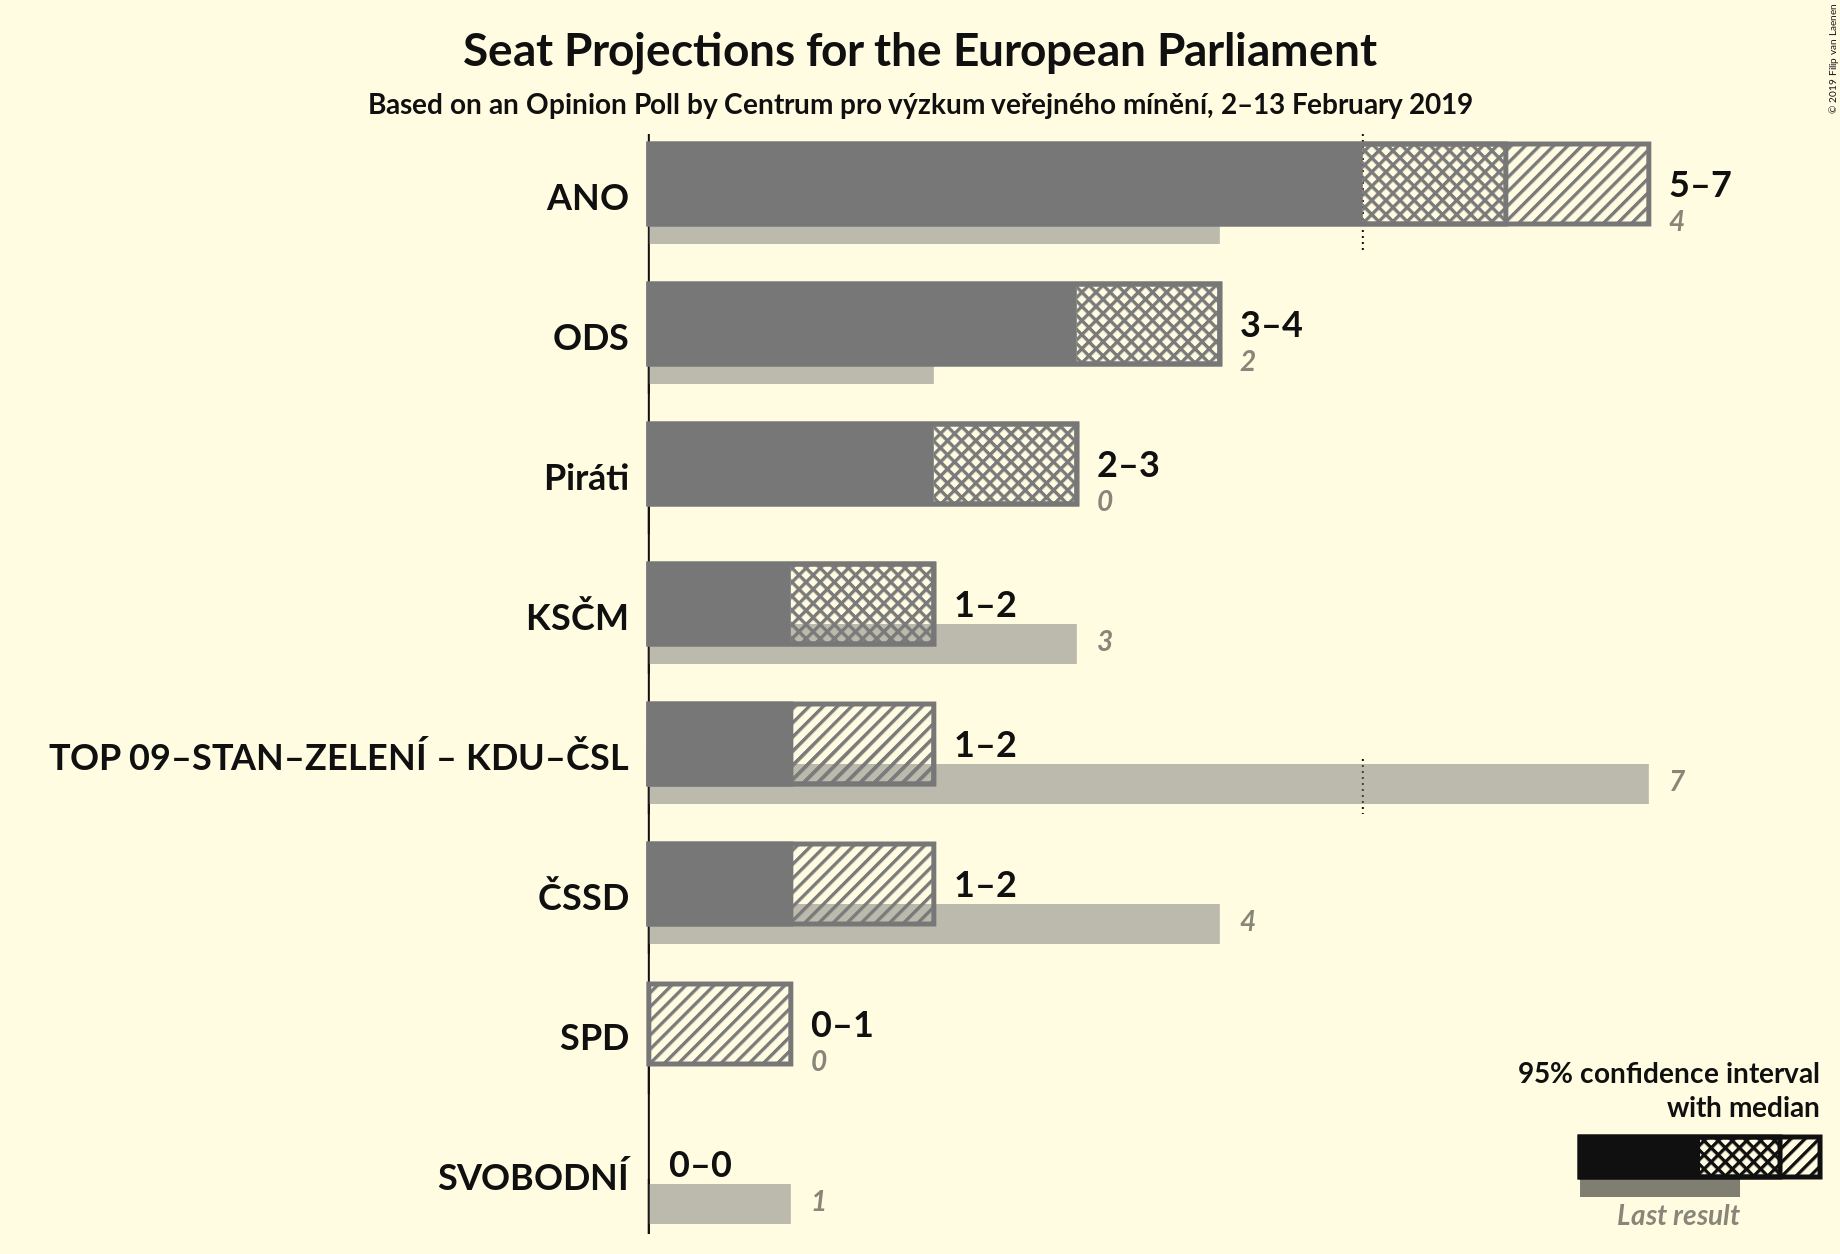 Seat Projections for the European Parliament
Based on an Opinion Poll by Centrum pro výzkum veřejného mínění, 2–13 February 2019
© 2019 Filip van Laenen
ANO
5–7
4
ODS
3–4
2
Piráti
2–3
0
KSČM
1–2
3
TOP 09–STAN–ZELENÍ – KDU–ČSL
1–2
7
ČSSD
1–2
4
SPD
0–1
0
SVOBODNÍ
0–0
1
95% confidence interval
with median
Last result